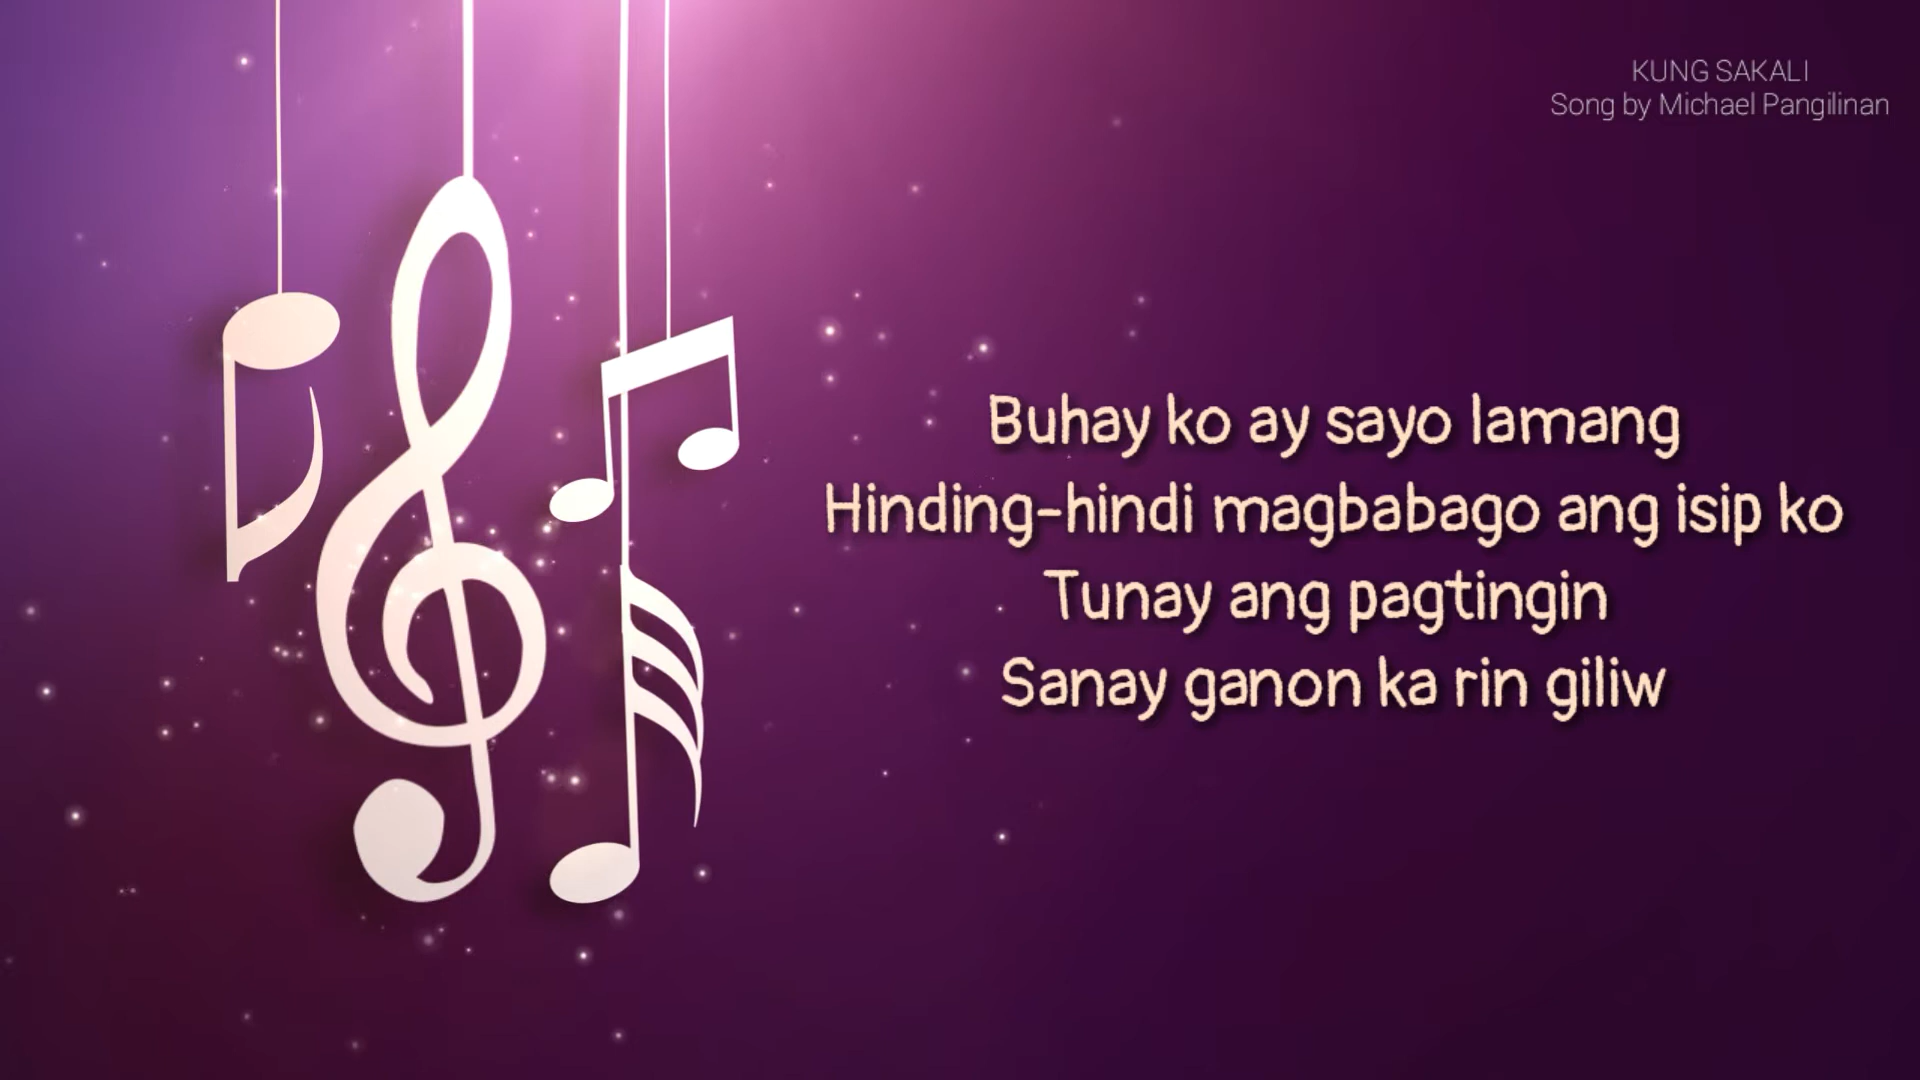 KUNG SAKALI
Song by Michael Pangilinan
Buhay ko ay sayo lamang
Hinding-hindi magbabago ang isip ko
Tunay ang pagtingin
Sanay ganon ka rin giliw